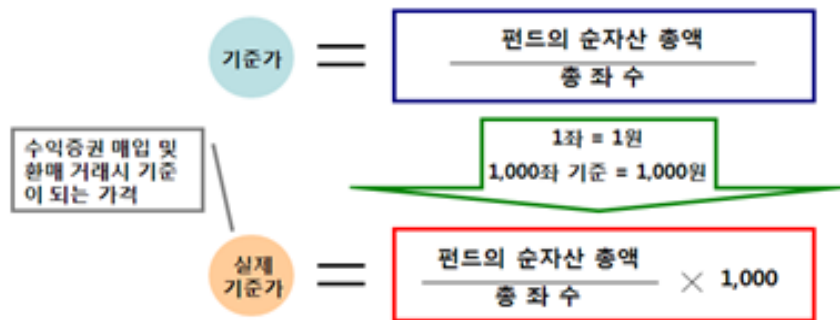 기준가
펀드의 순자산 총액
총 좌 수
수익증권 매입 및
환매 거래시 기준
이 되는 가격
1좌 = 1원
1,000좌 기준 = 1,000원
실제
기준가
펀드의 순자산 총액
총 좌 수
× 1,000